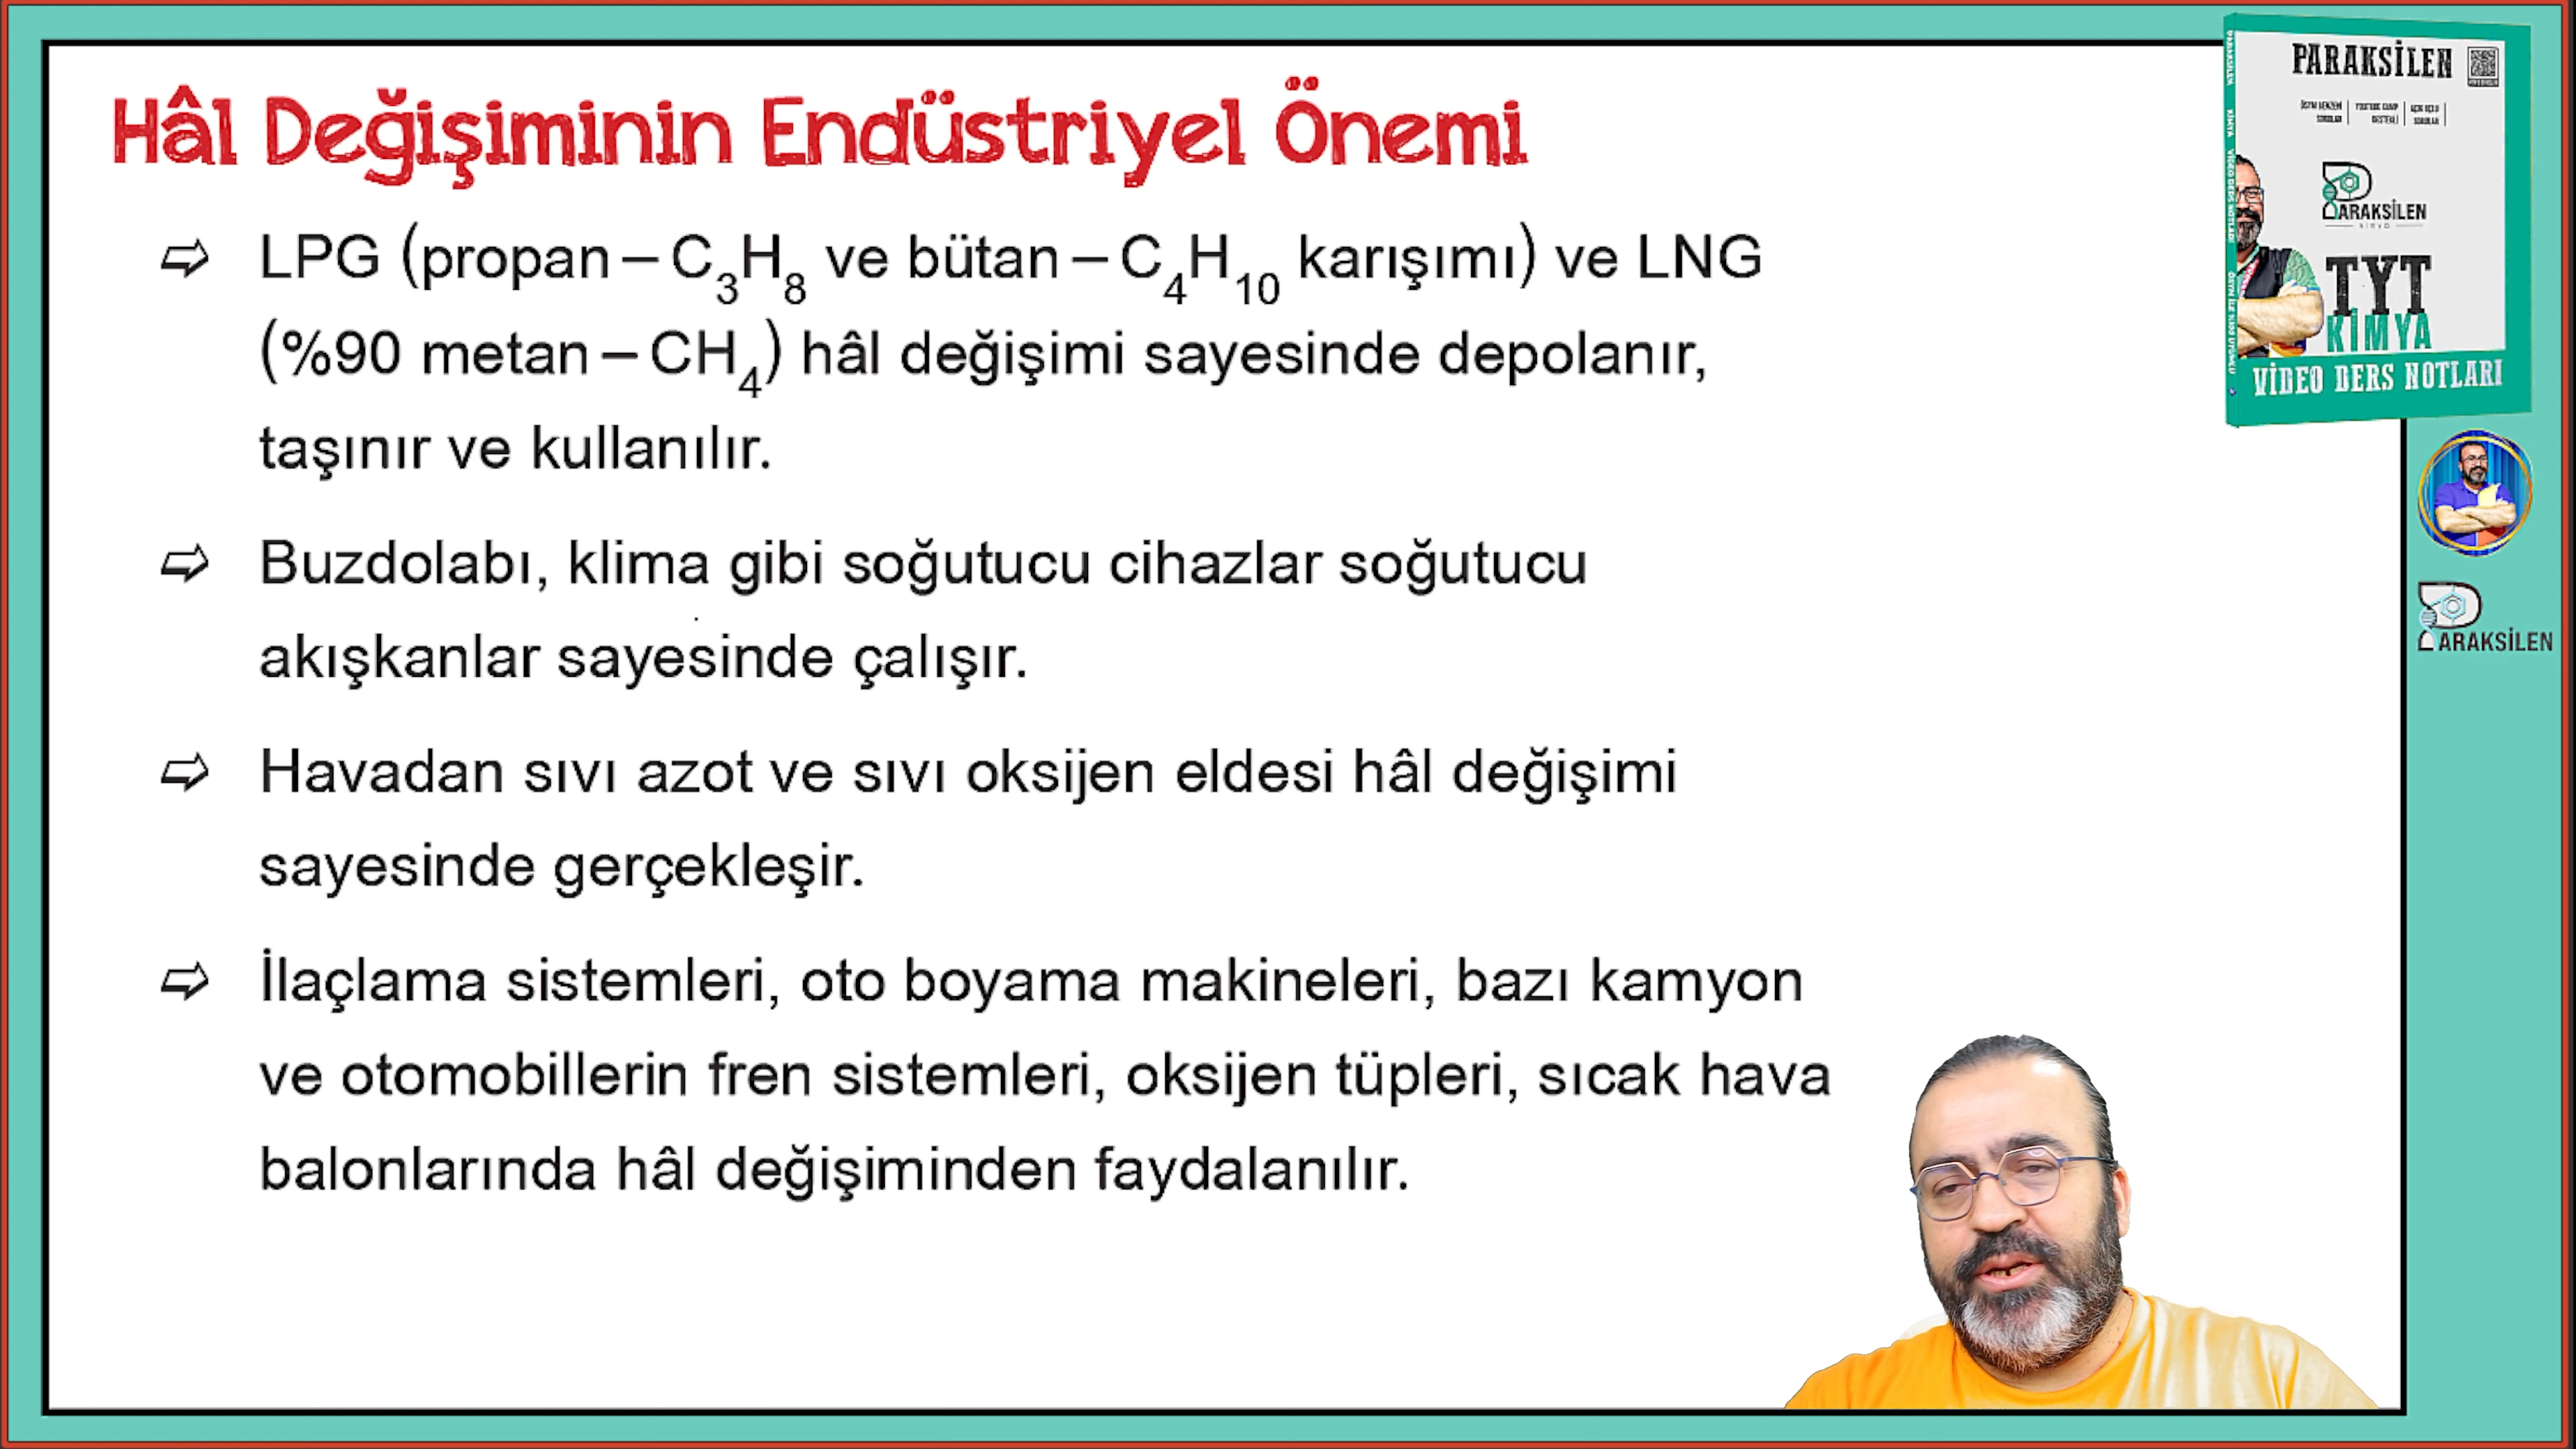 Hâl Değişiminin Endüstriyel Önemi
➩ LPG (propan – C₃H₈ ve bütan – C₄H₁₀ karışımı) ve LNG
(%90 metan – CH₄) hâl değişimi sayesinde depolanır,
taşınır ve kullanılır.
➩ Buzdolabı, klima gibi soğutucu cihazlar soğutucu
akışkanlar sayesinde çalışır.
➩ Havadan sıvı azot ve sıvı oksijen eldesi hâl değişimi
sayesinde gerçekleşir.
➩ İlaçlama sistemleri, oto boyama makineleri, bazı kamyon
ve otomobillerin fren sistemleri, oksijen tüpleri, sıcak hava
balonlarında hâl değişiminden faydalanılır.
PARAKSİLEN
PARAKSİLEN
TYT
KİMYA
VİDEO DERS NOTLARI
PARAKSİLEN